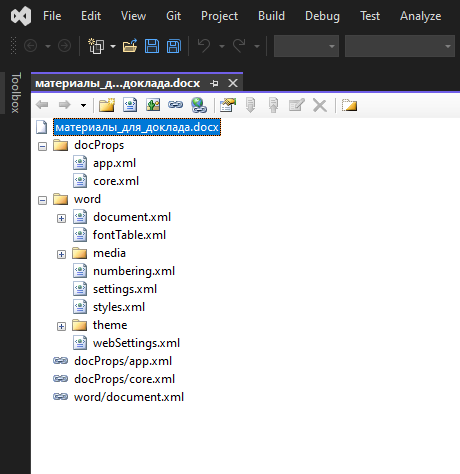 File Edit View Git Project Build Debug Test Analyze
Toolbox
материалы_д...доклада.docx
материалы_для_доклада.docx
docProps
app.xml
core.xml
word
document.xml
fontTable.xml
media
numbering.xml
settings.xml
styles.xml
theme
webSettings.xml
docProps/app.xml
docProps/core.xml
word/document.xml